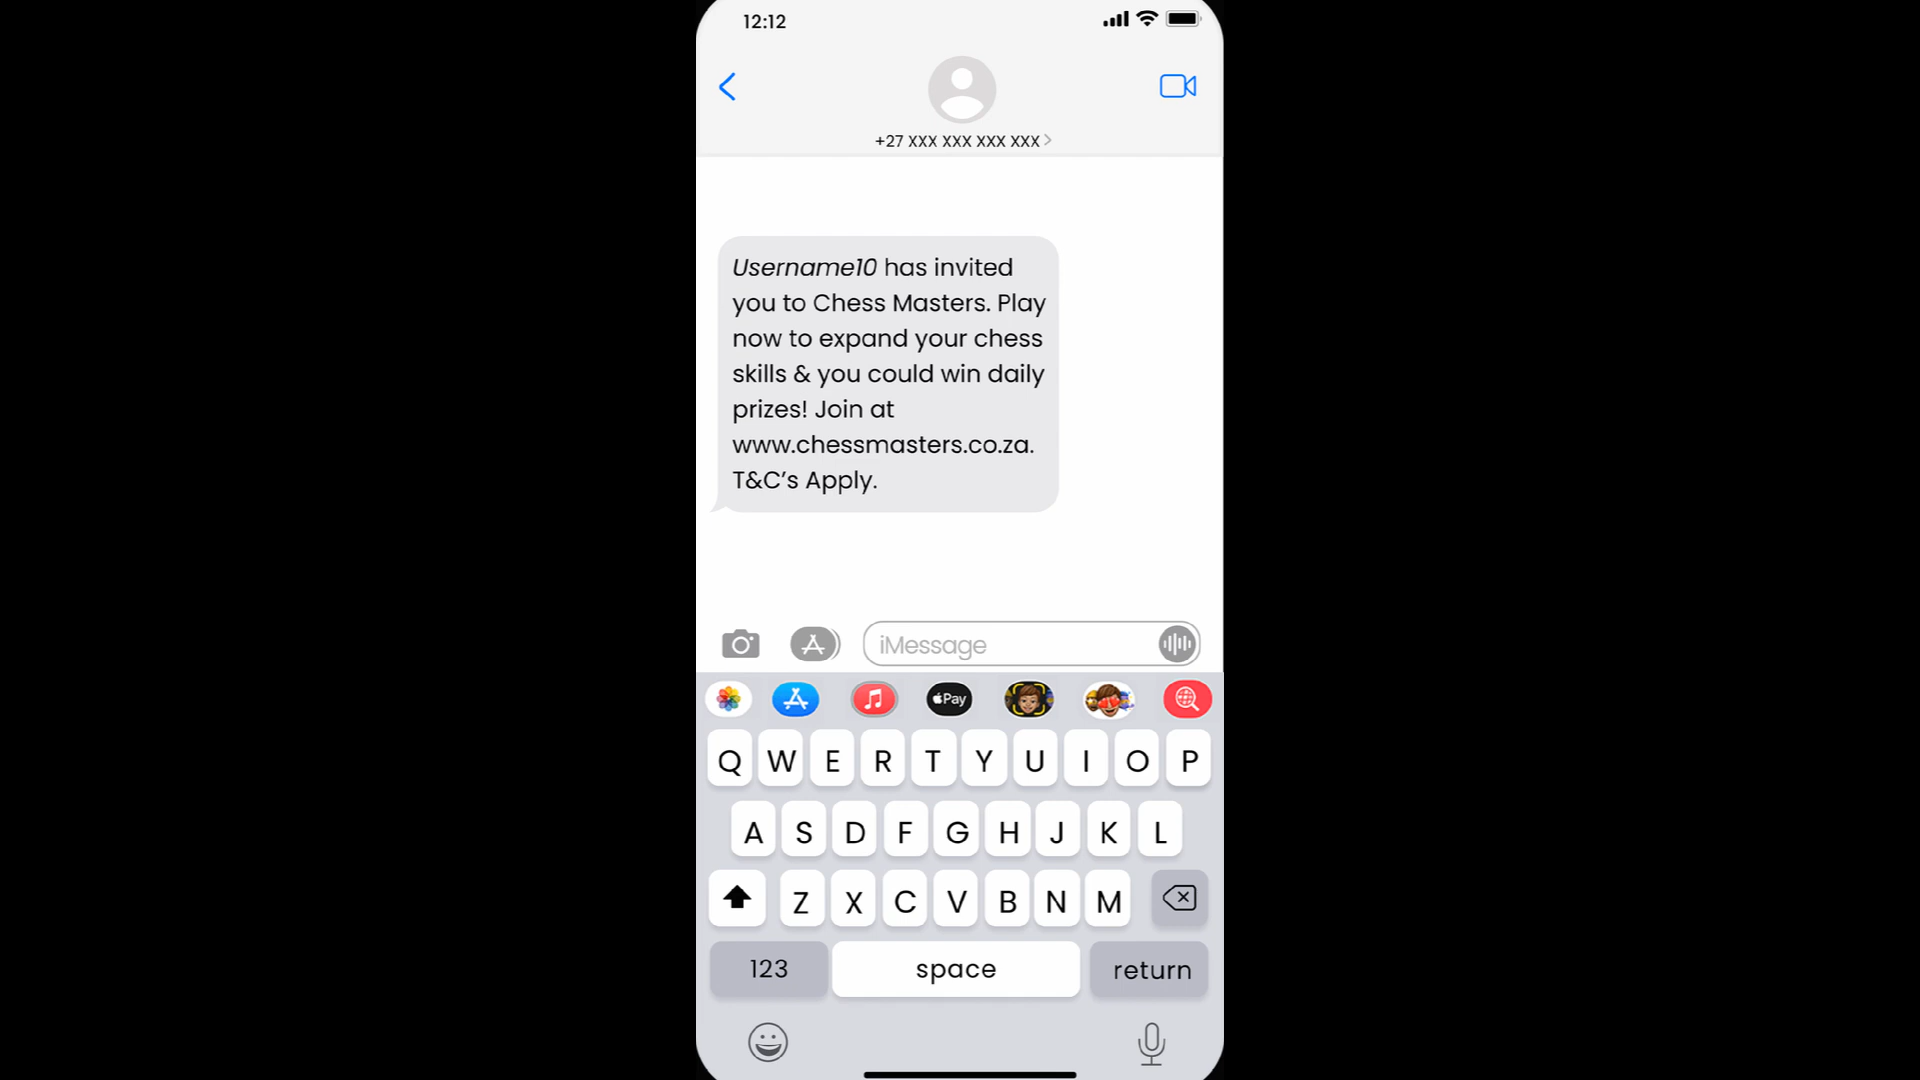 12:12
+27 XXX XXX XXX XXX
Username10 has invited
you to Chess Masters. Play
now to expand your chess
skills & you could win daily
prizes! Join at
www.chessmasters.co.za.
T&C’s Apply.
iMessage
Pay
Q W E R T Y U I O P
A S D F G H J K L
Z X C V B N M
123 space return